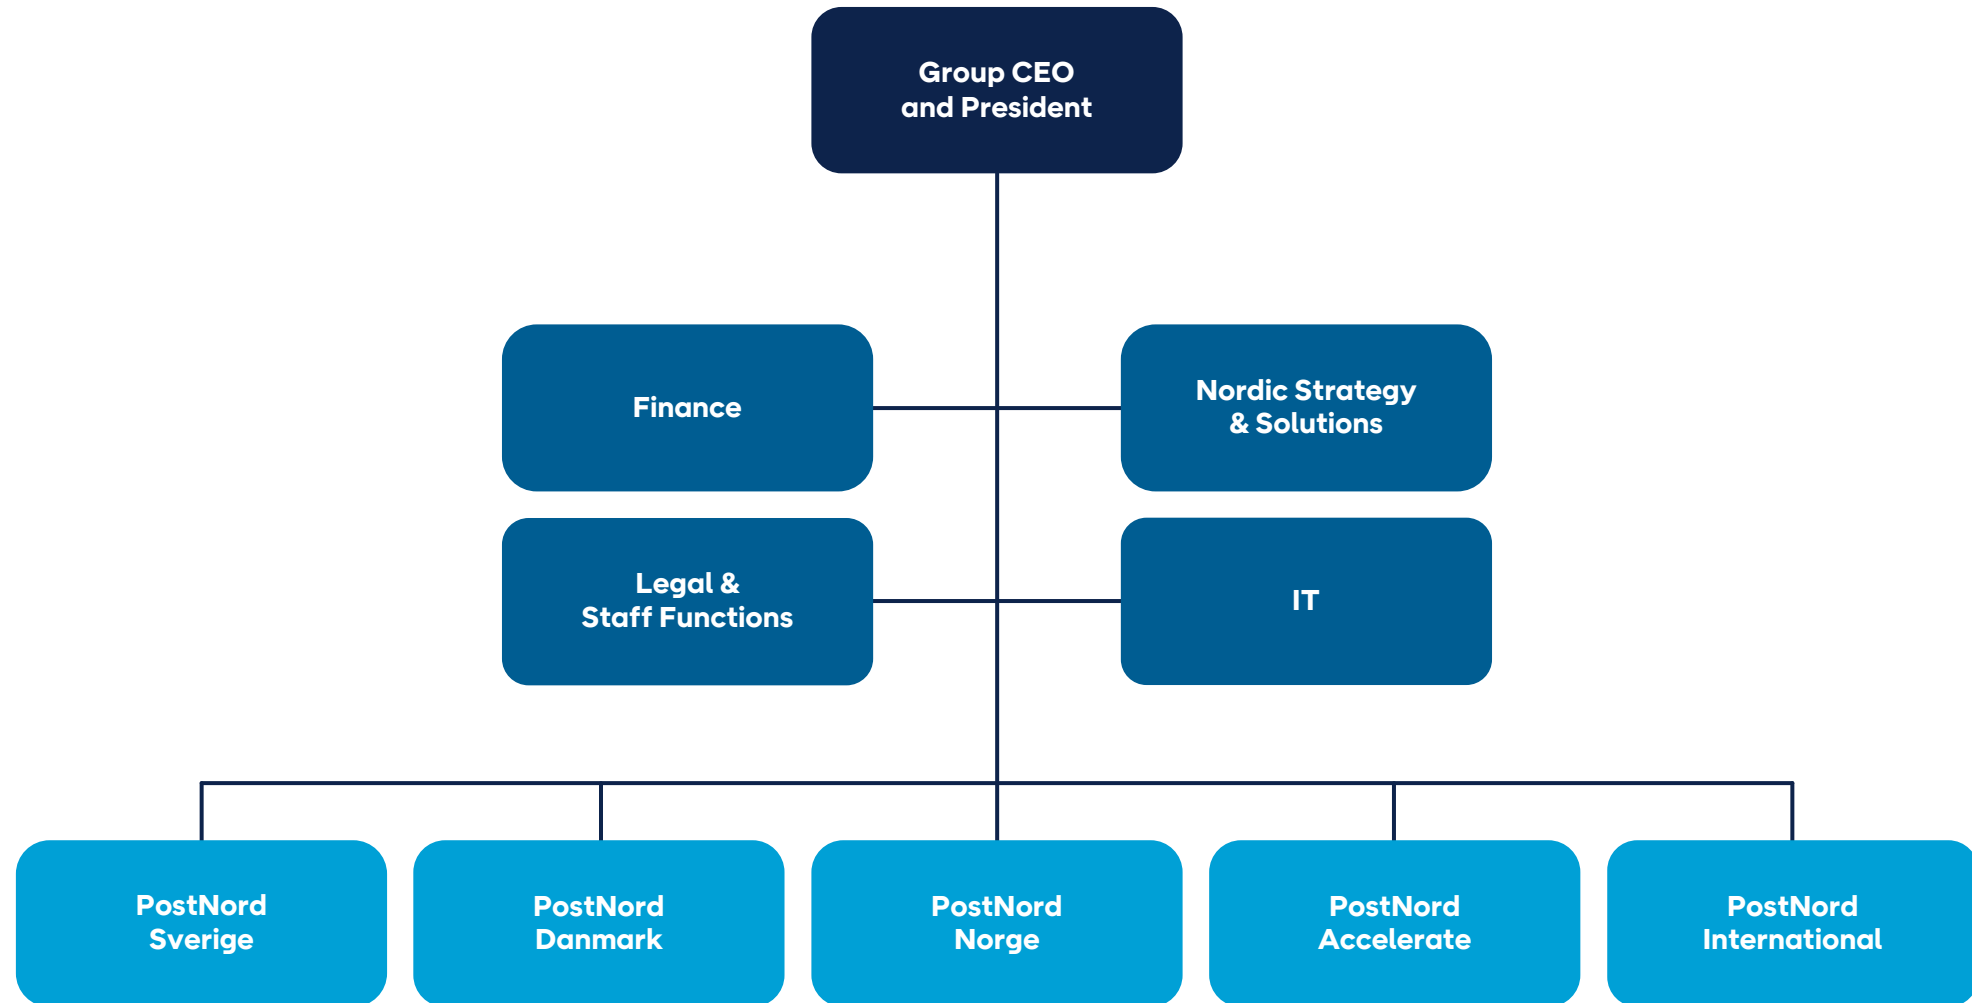 Group CEO
and President
Finance
Nordic Strategy
& Solutions
Legal &
Staff Functions
IT
PostNord
Sverige
PostNord
Danmark
PostNord
Norge
PostNord
Accelerate
PostNord
International